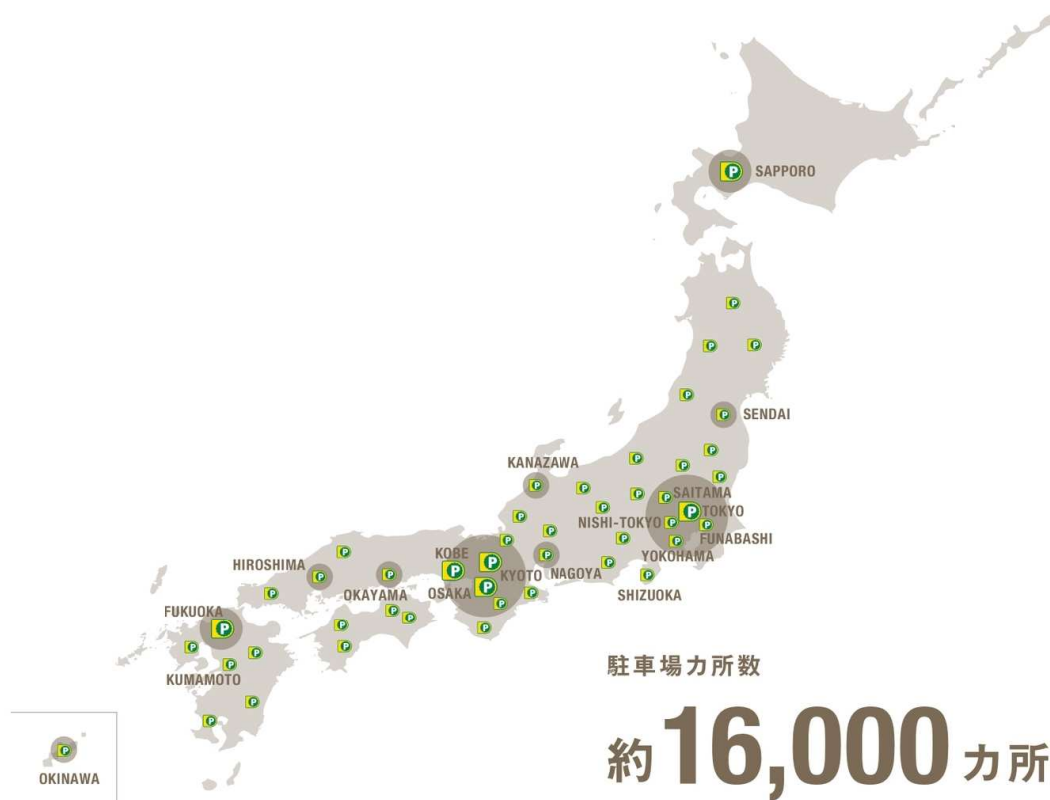 SAPPORO
SENDAI
KANAZAWA
SAITAMA
TOKYO
NISHI-TOKYO
FUNABASHI
YOKOHAMA
KOBE
HIROSHIMA
KYOTO
NAGOYA
OKAYAMA
OSAKA
SHIZUOKA
FUKUOKA
KUMAMOTO
OKINAWA
駐車場カ所数
約16,000カ所